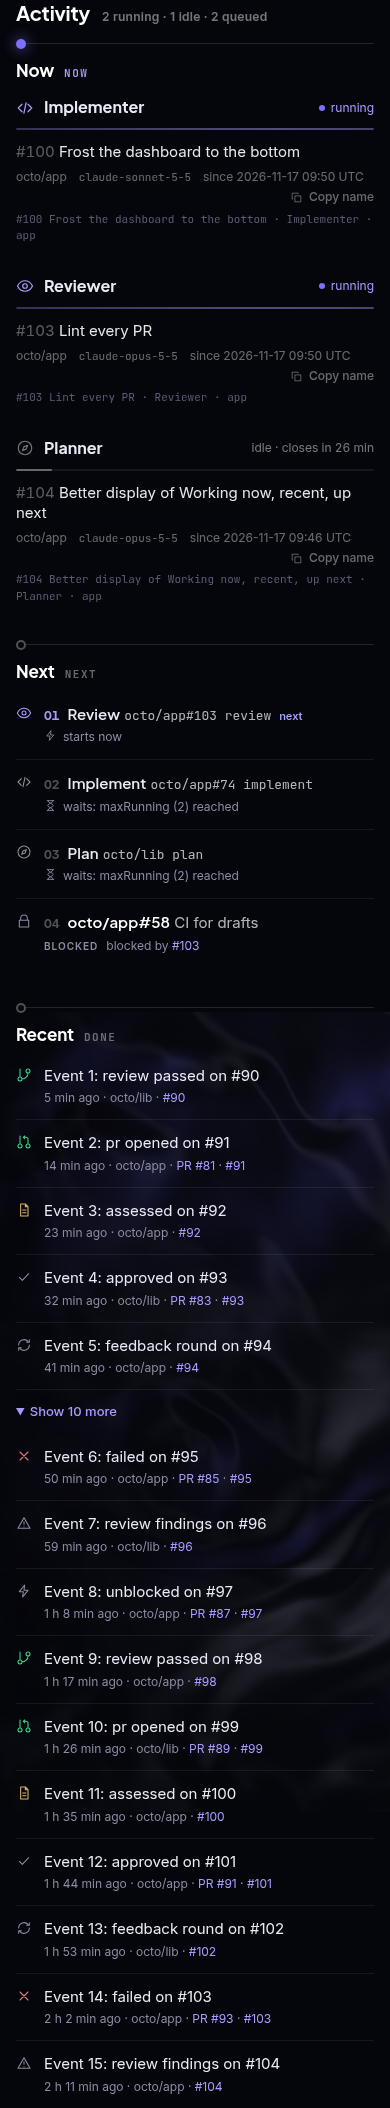 Activity 2 running · 1 idle · 2 queued
Now NOW
Implementer running
#100 Frost the dashboard to the bottom
octo/app claude-sonnet-5-5 since 2026-11-17 09:50 UTC
Copy name
#100 Frost the dashboard to the bottom · Implementer ·
app
Reviewer running
#103 Lint every PR
octo/app claude-opus-5-5 since 2026-11-17 09:50 UTC
Copy name
#103 Lint every PR · Reviewer · app
Planner idle · closes in 26 min
#104 Better display of Working now, recent, up
next
octo/app claude-opus-5-5 since 2026-11-17 09:46 UTC
Copy name
#104 Better display of Working now, recent, up next ·
Planner · app
Next NEXT
01 Review octo/app#103 review next
starts now
02 Implement octo/app#74 implement
waits: maxRunning (2) reached
03 Plan octo/lib plan
waits: maxRunning (2) reached
04 octo/app#58 CI for drafts
BLOCKED blocked by #103
Recent DONE
Event 1: review passed on #90
5 min ago · octo/lib · #90
Event 2: pr opened on #91
14 min ago · octo/app · PR #81 · #91
Event 3: assessed on #92
23 min ago · octo/app · #92
Event 4: approved on #93
32 min ago · octo/lib · PR #83 · #93
Event 5: feedback round on #94
41 min ago · octo/app · #94
▼ Show 10 more
Event 6: failed on #95
50 min ago · octo/app · PR #85 · #95
Event 7: review findings on #96
59 min ago · octo/lib · #96
Event 8: unblocked on #97
1 h 8 min ago · octo/app · PR #87 · #97
Event 9: review passed on #98
1 h 17 min ago · octo/app · #98
Event 10: pr opened on #99
1 h 26 min ago · octo/lib · PR #89 · #99
Event 11: assessed on #100
1 h 35 min ago · octo/app · #100
Event 12: approved on #101
1 h 44 min ago · octo/app · PR #91 · #101
Event 13: feedback round on #102
1 h 53 min ago · octo/lib · #102
Event 14: failed on #103
2 h 2 min ago · octo/app · PR #93 · #103
Event 15: review findings on #104
2 h 11 min ago · octo/app · #104